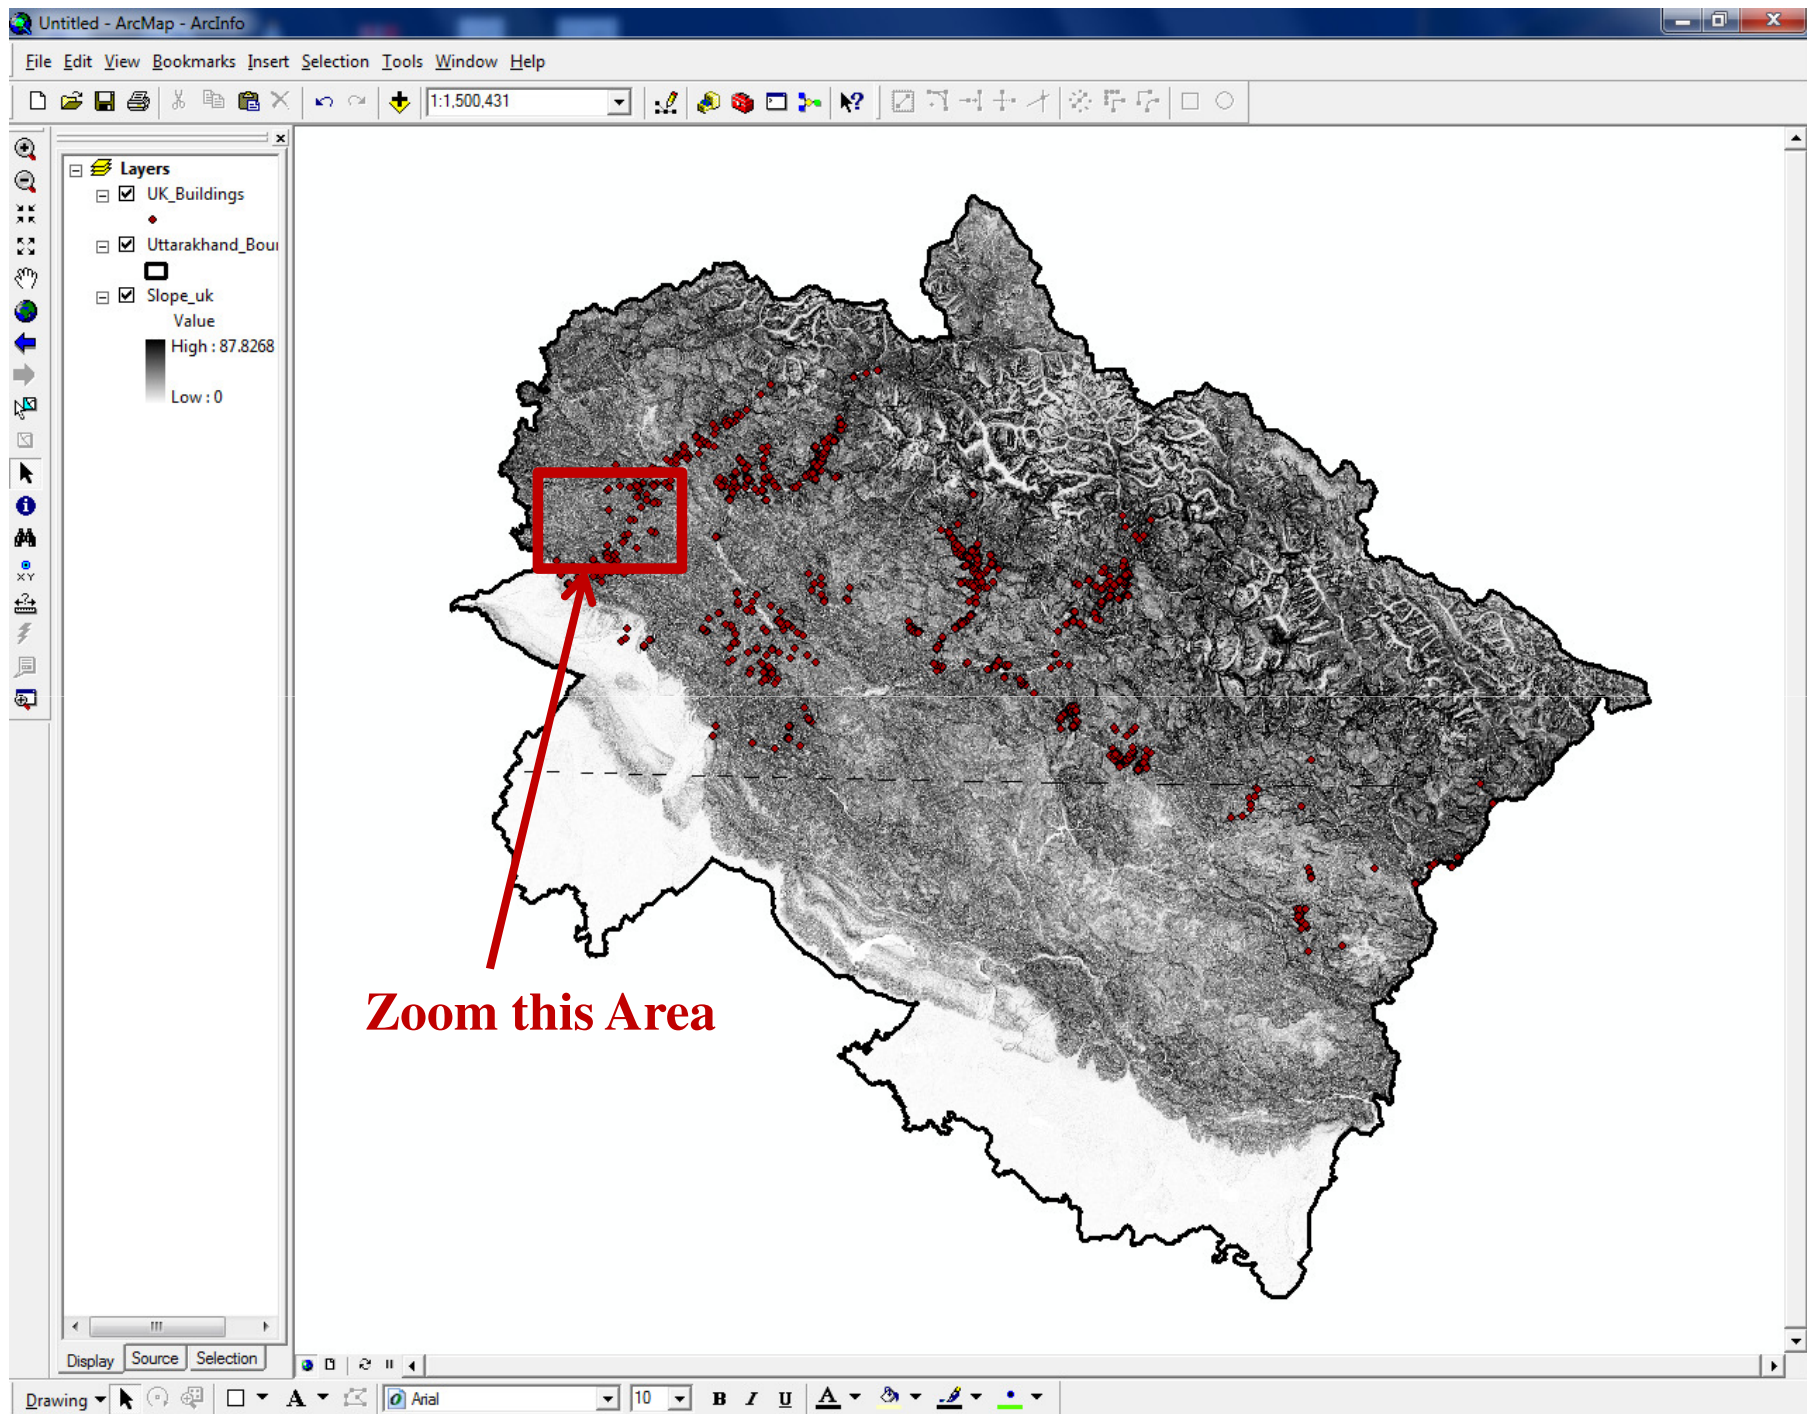 Untitled - ArcMap - ArcInfo
File Edit View Bookmarks Insert Selection Tools Window Help
1:1,500,431
Layers
UK_Buildings
Uttarakhand_Bour
Slope_uk
Value
High : 87.8268
Low : 0
Zoom this Area
Display Source Selection
Drawing A Arial 10 B I U A